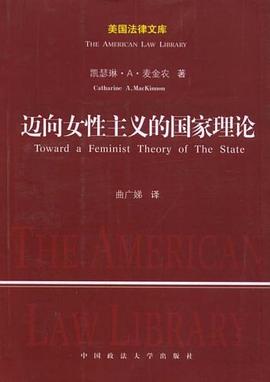 美国法律文库
THE AMERICAN LAW LIBRARY
凯瑟琳·A·麦金农 著
Catharine A. MacKinnon
迈向女性主义的国家理论
Toward a Feminist Theory of The State
曲广娣 译
THE AMERICAN
LAW LIBRARY
中国政法大学出版社